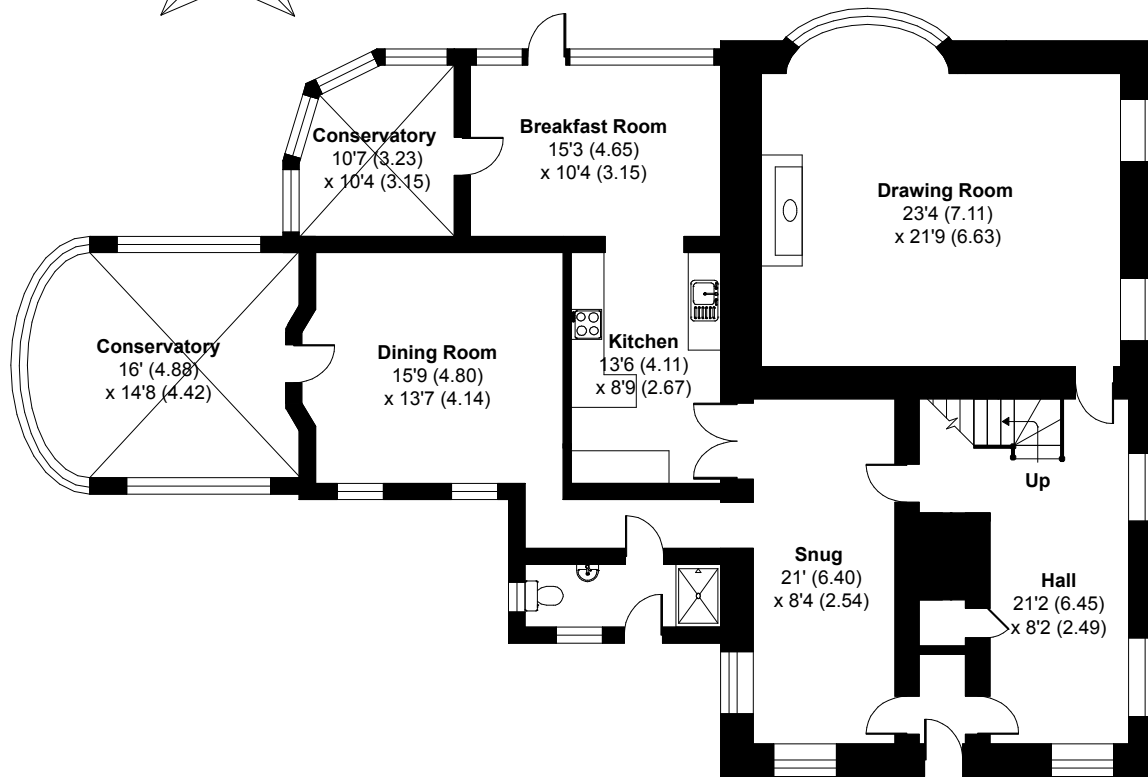 Conservatory
10'7 (3.23)
x 10'4 (3.15)
Breakfast Room
15'3 (4.65)
x 10'4 (3.15)
Drawing Room
23'4 (7.11)
x 21'9 (6.63)
Conservatory
16' (4.88)
x 14'8 (4.42)
Dining Room
15'9 (4.80)
x 13'7 (4.14)
Kitchen
13'6 (4.11)
x 8'9 (2.67)
Up
Snug
21' (6.40)
x 8'4 (2.54)
Hall
21'2 (6.45)
x 8'2 (2.49)